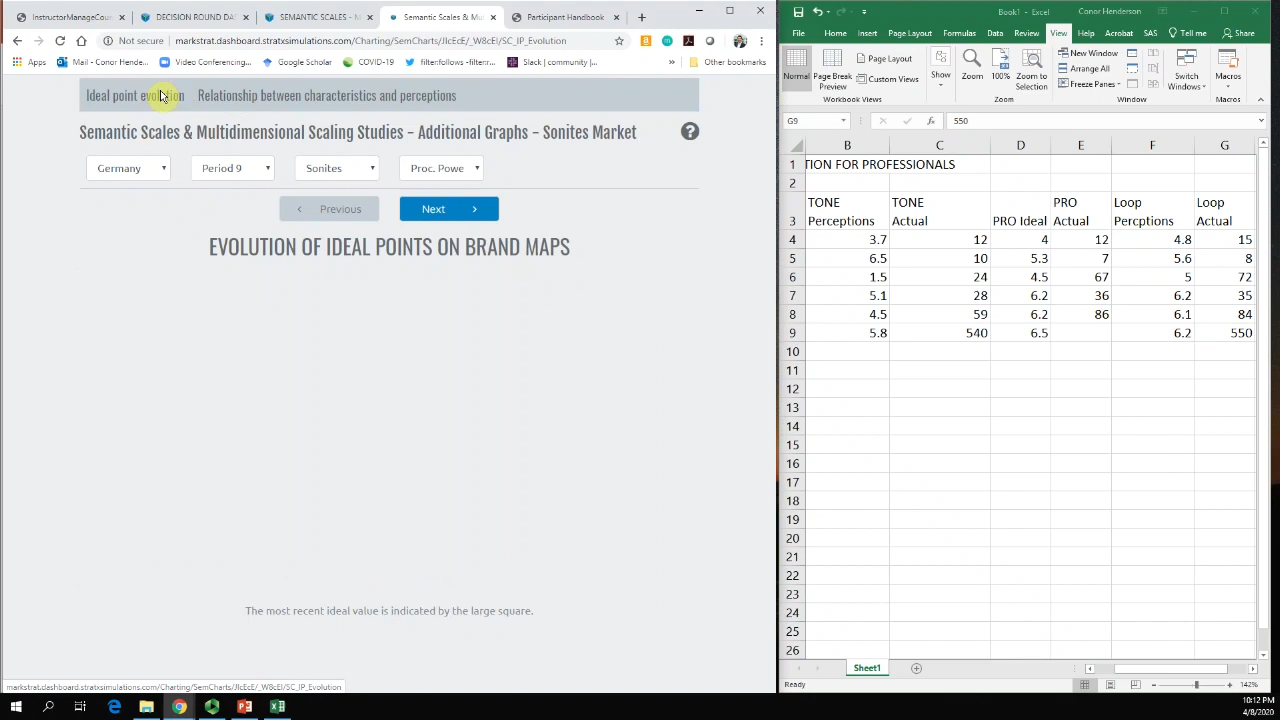 InstructorManageCours
DECISION ROUND DA
SEMANTIC SCALES - M
Semantic Scales & Mul
Participant Handbook
Not secure
markstrat.dashboard.stratxsimulations.com/Charting/SemCharts/JlcEcE/_W8cEI/SC_IP_Evolution
Apps
Mail - Conor Hende...
Video Conferencing,...
Google Scholar
COVID-19
filter:follows -filter:r...
Slack | community |...
Other bookmarks
Ideal point evolution
Relationship between characteristics and perceptions
Semantic Scales & Multidimensional Scaling Studies - Additional Graphs - Sonites Market
Germany
Period 9
Sonites
Proc. Powe
Previous
Next
EVOLUTION OF IDEAL POINTS ON BRAND MAPS
The most recent ideal value is indicated by the large square.
markstrat.dashboard.stratxsimulations.com/Charting/SemCharts/JlcEcE/_W8cEI/SC_IP_Evolution
Book1 - Excel
Conor Henderson
File Home Insert Page Layout Formulas Data Review View Help Acrobat SAS Tell me Share
Normal
Page Break Preview
Page Layout
Custom Views
Workbook Views
Show
Zoom
100%
Zoom to Selection
Zoom
New Window
Arrange All
Freeze Panes
Switch Windows
Window
Macros
Macros
G9
fx
550
B C D E F G
1 TION FOR PROFESSIONALS
2
3 TONE Perceptions TONE Actual PRO Ideal PRO Actual Loop Percptions Loop Actual
4 3.7 12 4 12 4.8 15
5 6.5 10 5.3 7 5.6 8
6 1.5 24 4.5 67 5 72
7 5.1 28 6.2 36 6.2 35
8 4.5 59 6.2 86 6.1 84
9 5.8 540 6.5 6.2 550
10
11
12
13
14
15
16
17
18
19
20
21
22
23
24
25
26
Sheet1
Ready
142%
10:12 PM
4/8/2020